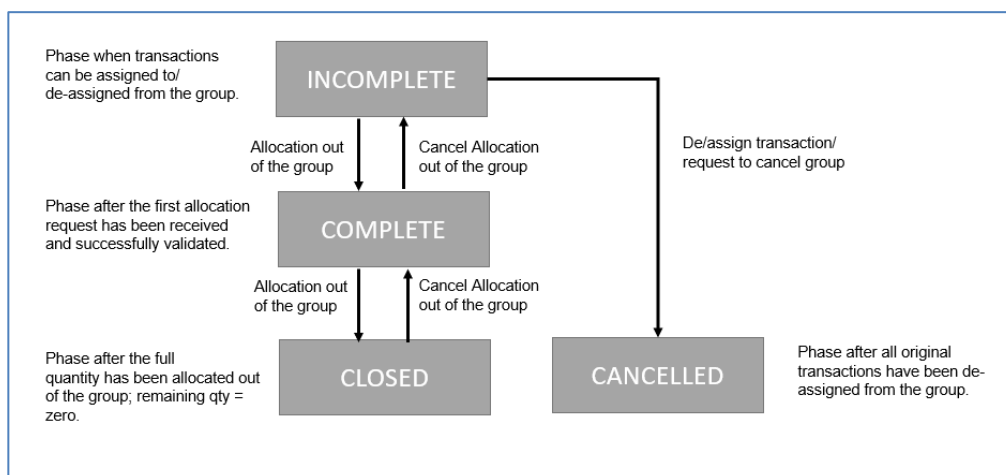 Phase when transactions
can be assigned to/
de-assigned from the group.
INCOMPLETE
Allocation out
of the group
Cancel Allocation
out of the group
De/assign transaction/
request to cancel group
Phase after the first allocation
request has been received
and successfully validated.
COMPLETE
Allocation out
of the group
Cancel Allocation
out of the group
Phase after the full
quantity has been allocated out
of the group; remaining qty =
zero.
CLOSED
CANCELLED
Phase after all original
transactions have been de-
assigned from the group.